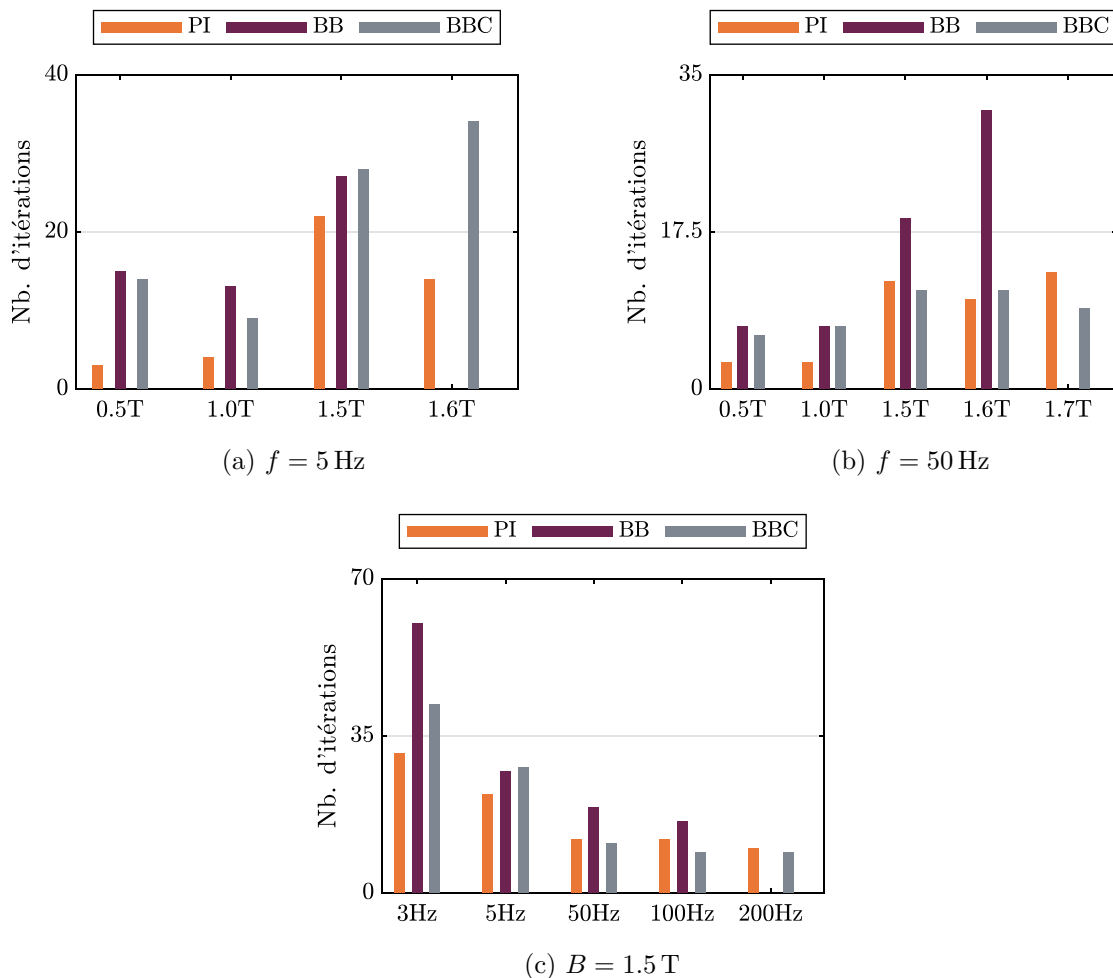 PI BB BBC
40
20
0
Nb. d'itérations
0.5T 1.0T 1.5T 1.6T
(a) f = 5 Hz
PI BB BBC
35
17.5
0
Nb. d'itérations
0.5T 1.0T 1.5T 1.6T 1.7T
(b) f = 50 Hz
PI BB BBC
70
35
0
Nb. d'itérations
3Hz 5Hz 50Hz 100Hz 200Hz
(c) B = 1.5 T